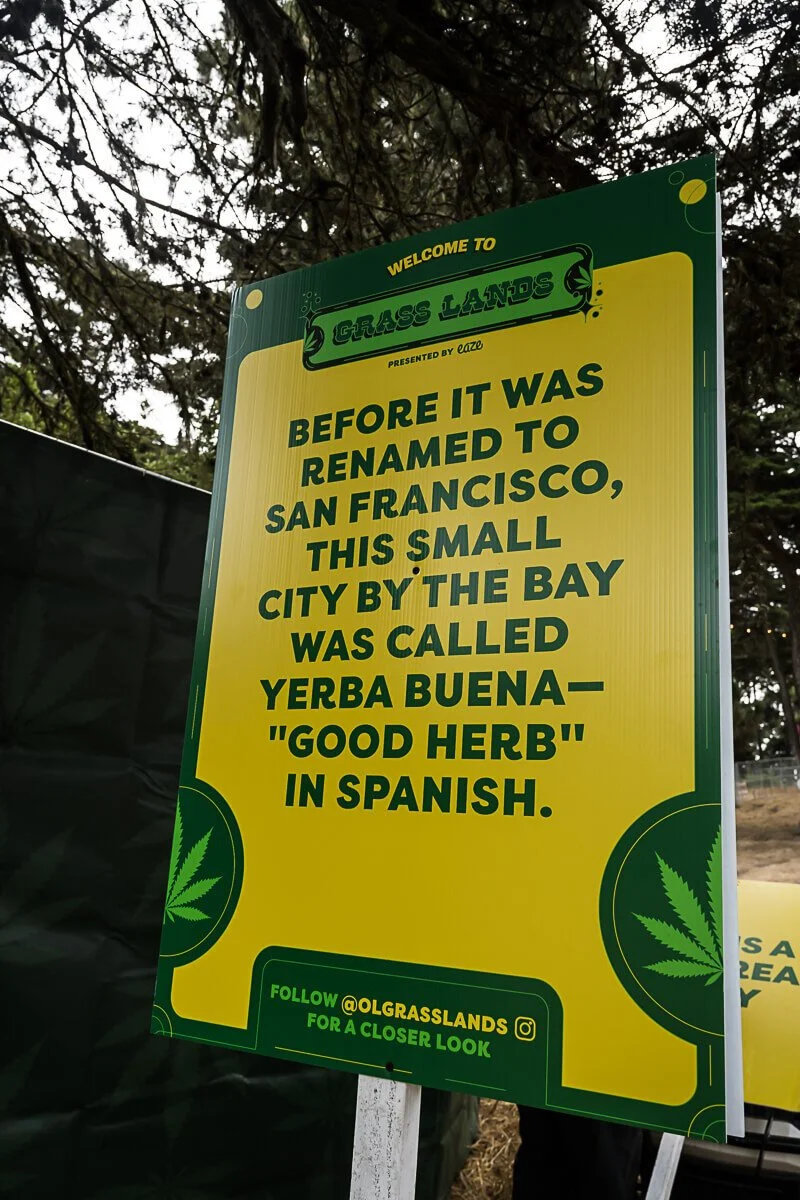 WELCOME TO
GRASS LANDS
PRESENTED BY eaze
BEFORE IT WAS
RENAMED TO
SAN FRANCISCO,
THIS SMALL
CITY BY THE BAY
WAS CALLED
YERBA BUENA—
"GOOD HERB"
IN SPANISH.
FOLLOW @OLGRASSLANDS
FOR A CLOSER LOOK
IS A